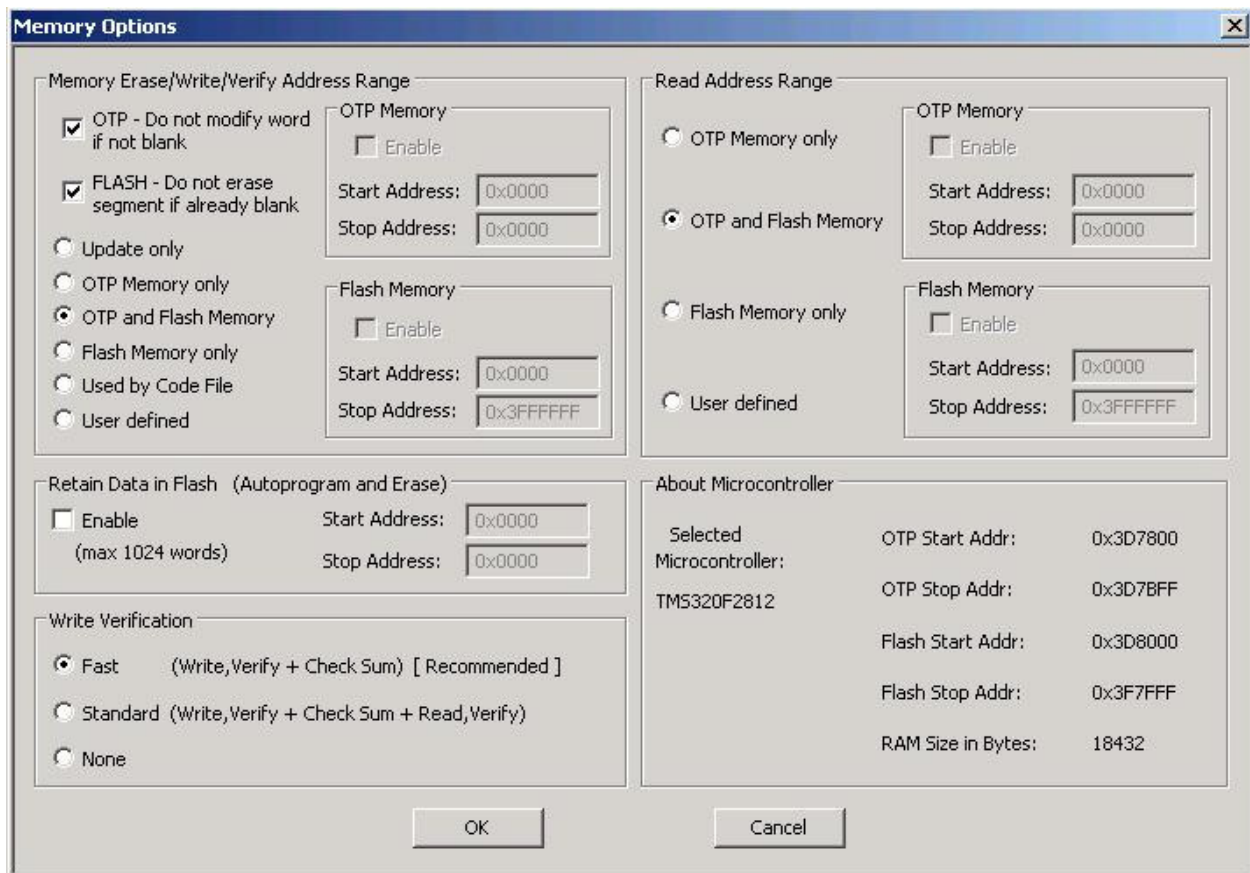 Memory Options
Memory Erase/Write/Verify Address Range
OTP - Do not modify word
if not blank
FLASH - Do not erase
segment if already blank
Update only
OTP Memory only
OTP and Flash Memory
Flash Memory only
Used by Code File
User defined
OTP Memory
Enable
Start Address: 0x0000
Stop Address: 0x0000
Flash Memory
Enable
Start Address: 0x0000
Stop Address: 0x3FFFFFF
Read Address Range
OTP Memory only
OTP and Flash Memory
Flash Memory only
User defined
OTP Memory
Enable
Start Address: 0x0000
Stop Address: 0x0000
Flash Memory
Enable
Start Address: 0x0000
Stop Address: 0x3FFFFFF
Retain Data in Flash (Autoprogram and Erase)
Enable
(max 1024 words)
Start Address: 0x0000
Stop Address: 0x0000
Write Verification
Fast (Write,Verify + Check Sum) [ Recommended ]
Standard (Write,Verify + Check Sum + Read,Verify)
None
About Microcontroller
Selected
Microcontroller:
TMS320F2812
OTP Start Addr: 0x3D7800
OTP Stop Addr: 0x3D7BFF
Flash Start Addr: 0x3D8000
Flash Stop Addr: 0x3F7FFF
RAM Size in Bytes: 18432
OK
Cancel